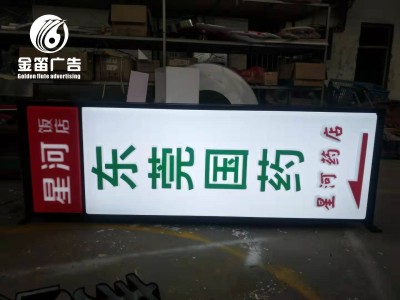 金笛广告
Golden flute advertising
星河
饭店
东莞国药
星河药店